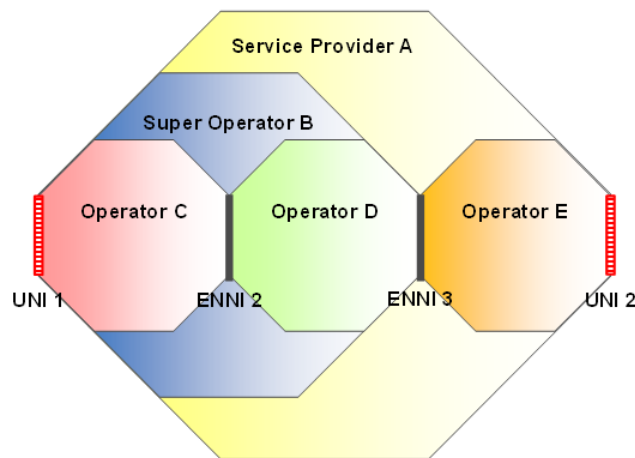 Service Provider A
Super Operator B
Operator C
Operator D
Operator E
UNI 1
ENNI 2
ENNI 3
UNI 2